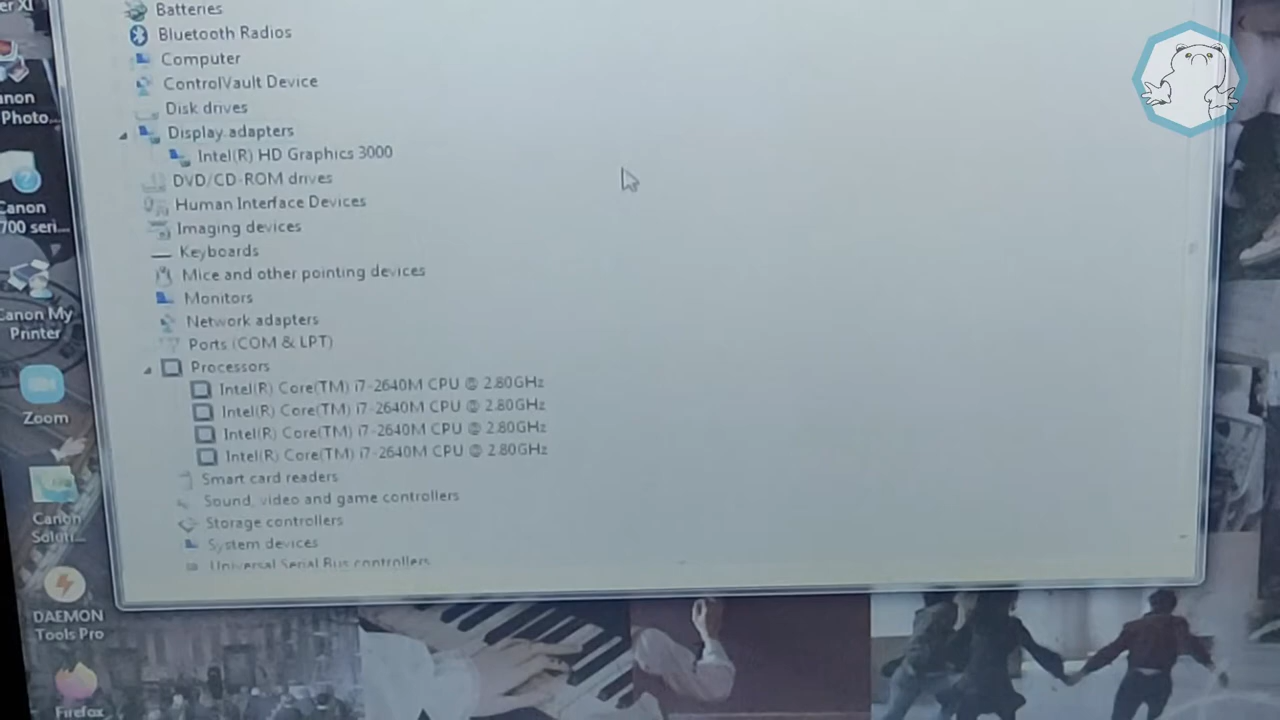 er XI
Batteries
Bluetooth Radios
Computer
ControlVault Device
Disk drives
Display adapters
Intel(R) HD Graphics 3000
DVD/CD-ROM drives
Human Interface Devices
Imaging devices
Keyboards
Mice and other pointing devices
Monitors
Network adapters
Ports (COM & LPT)
Processors
Intel(R) Core(TM) i7-2640M CPU @ 2.80GHz
Intel(R) Core(TM) i7-2640M CPU @ 2.80GHz
Intel(R) Core(TM) i7-2640M CPU @ 2.80GHz
Intel(R) Core(TM) i7-2640M CPU @ 2.80GHz
Smart card readers
Sound, video and game controllers
Storage controllers
System devices
Universal Serial Bus controllers
anon
Photo...
Canon
700 seri...
Canon My
Printer
Zoom
Canon
Soluti...
DAEMON
Tools Pro
Firefox